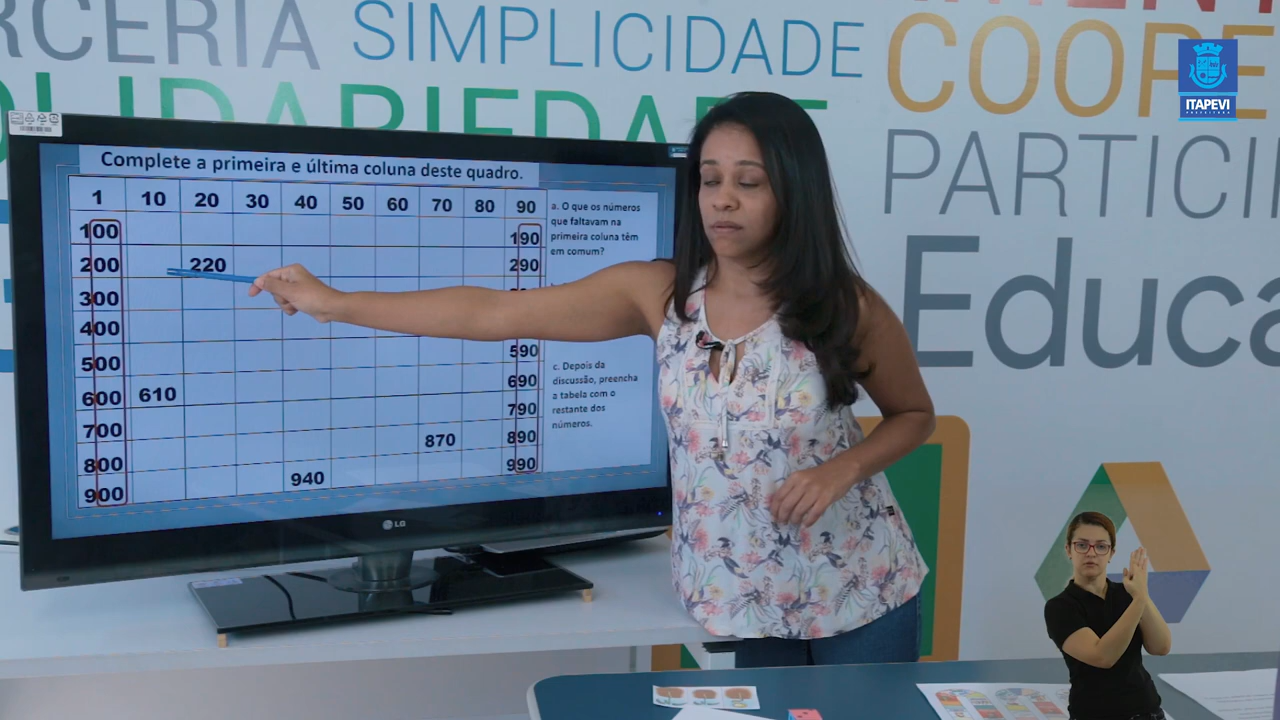 RCERIA SIMPLICIDADE
COOPE
OLIDARIEDADE
ITAPEVI
PREFEITURA
PARTICI
Educa
Complete a primeira e última coluna deste quadro.
1 10 20 30 40 50 60 70 80 90
100 190
200 220 290
300
400
500 590
600 610 690
700 790
800 870 890
900 940 990
a. O que os números
que faltavam na
primeira coluna têm
em comum?
c. Depois da
discussão, preencha
a tabela com o
restante dos
números.
LG